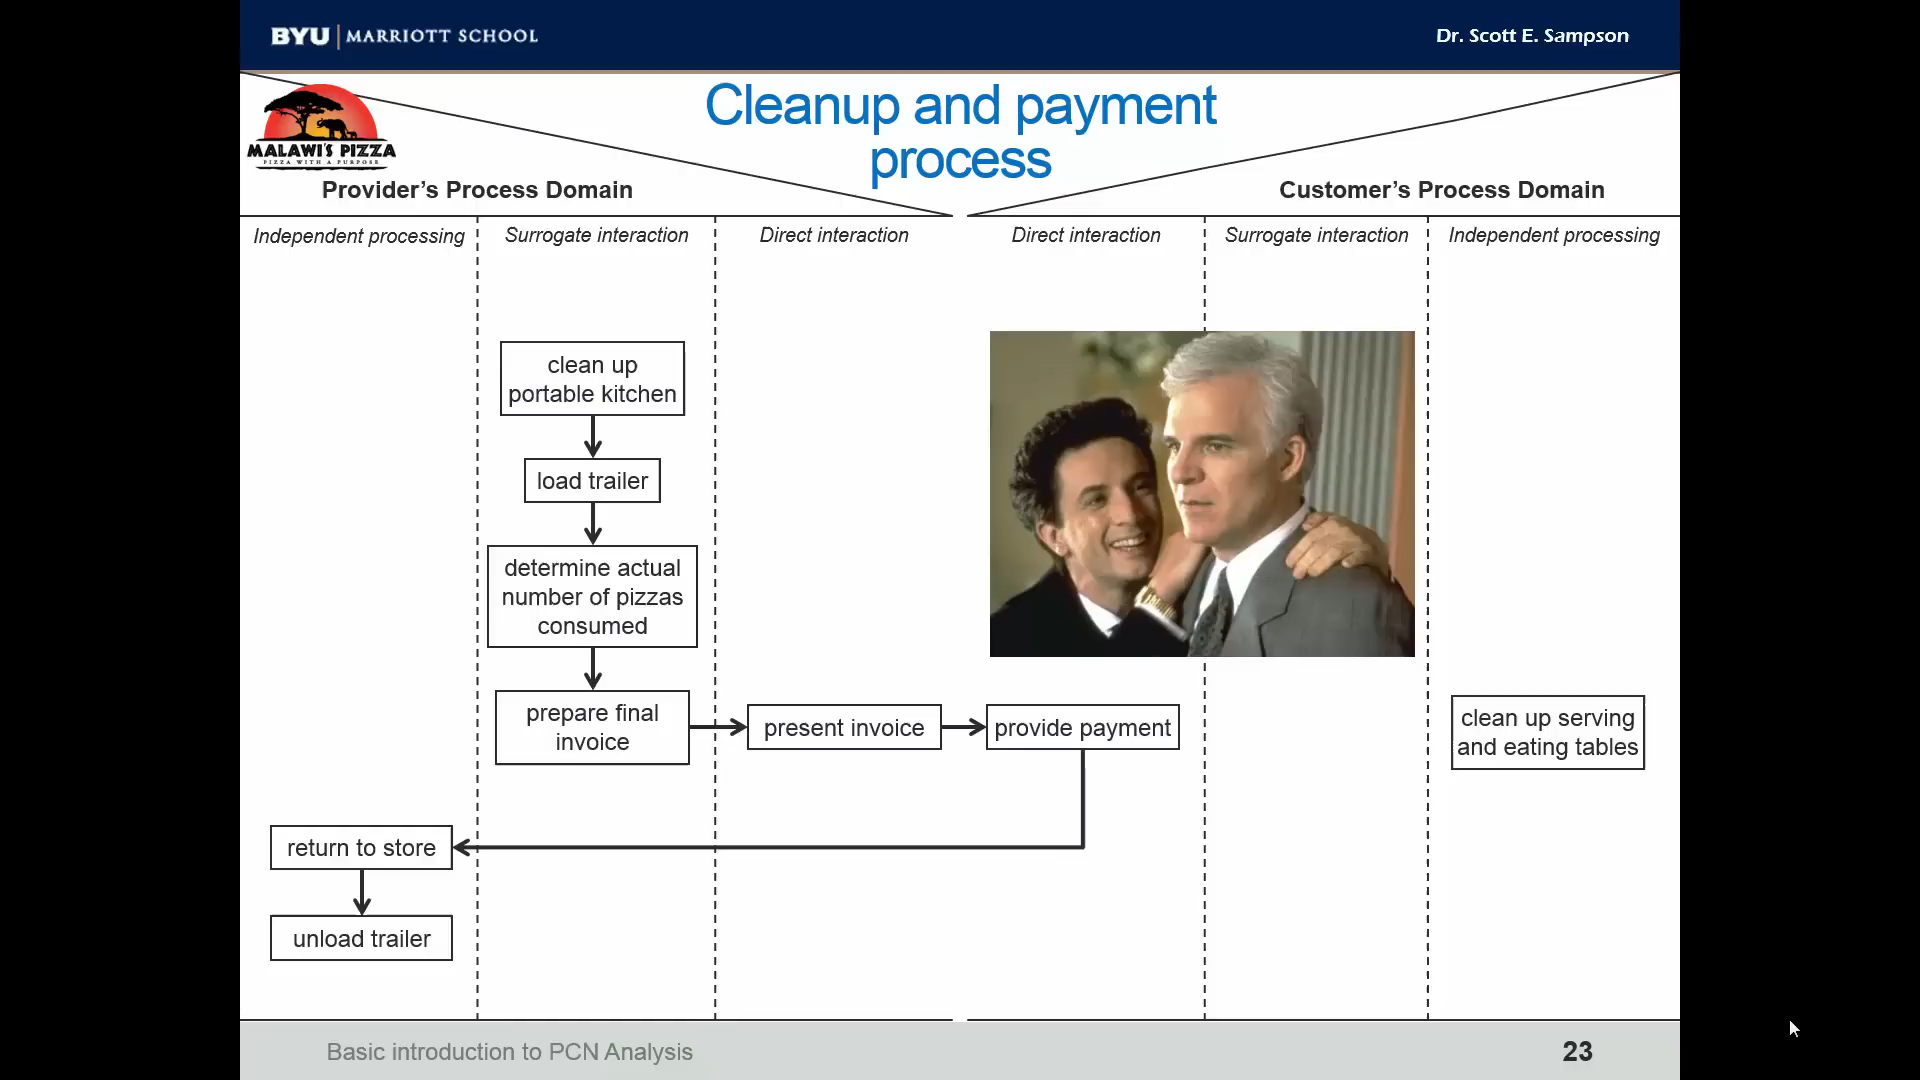 BYU MARRIOTT SCHOOL
Dr. Scott E. Sampson
MALAWI'S PIZZA
PIZZA WITH A PURPOSE
Cleanup and payment
process
Provider’s Process Domain
Customer’s Process Domain
Independent processing
Surrogate interaction
Direct interaction
Direct interaction
Surrogate interaction
Independent processing
clean up
portable kitchen
load trailer
determine actual
number of pizzas
consumed
prepare final
invoice
present invoice
provide payment
clean up serving
and eating tables
return to store
unload trailer
Basic introduction to PCN Analysis
23